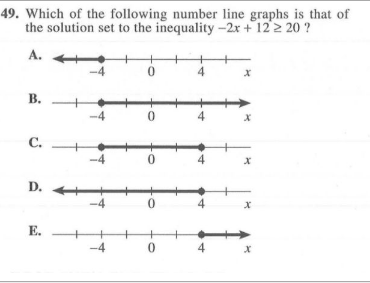 49. Which of the following number line graphs is that of
the solution set to the inequality −2x + 12 ≥ 20 ?
A.
−4 0 4 x
B.
−4 0 4 x
C.
−4 0 4 x
D.
−4 0 4 x
E.
−4 0 4 x